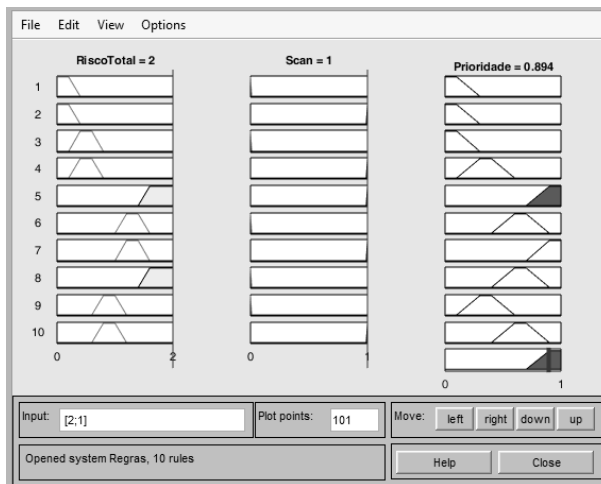 File Edit View Options
RiscoTotal = 2 Scan = 1 Prioridade = 0.894
1
2
3
4
5
6
7
8
9
10
0 2 0 1
0 1
Input: [2;1] Plot points: 101 Move: left right down up
Opened system Regras, 10 rules Help Close